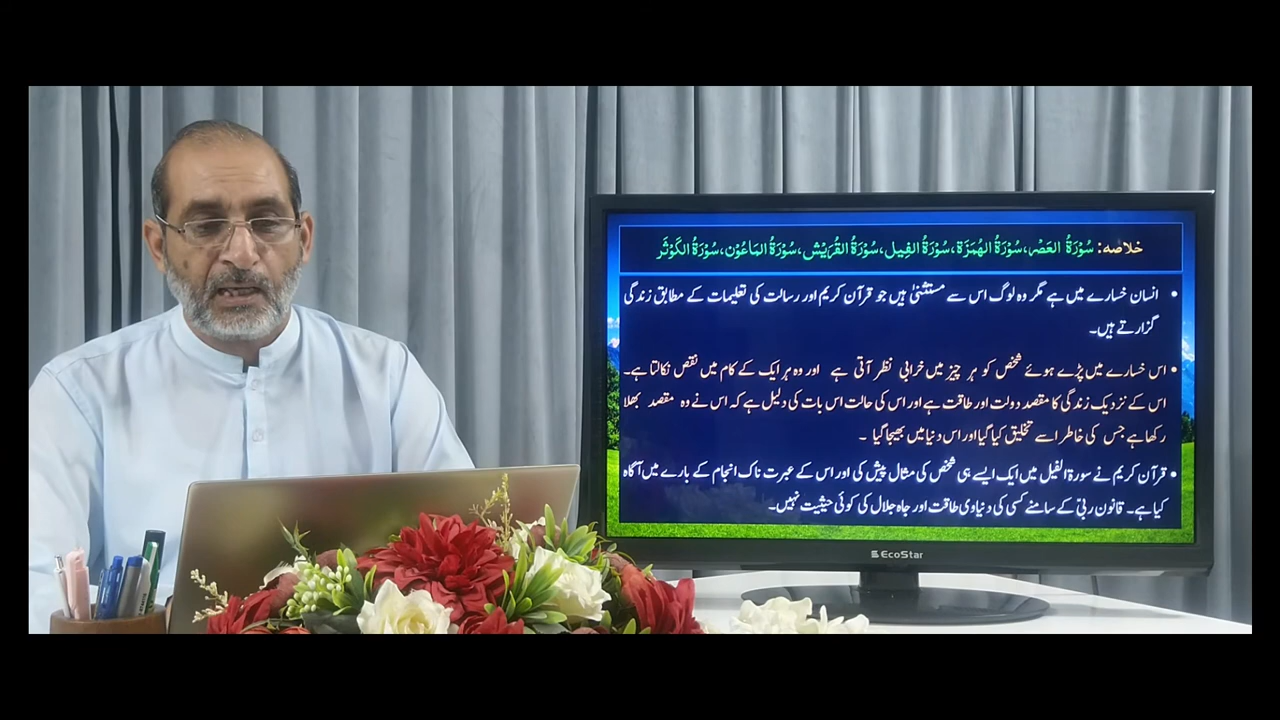 خلاصہ: سُوْرَۃُ العَصْر، سُوْرَۃُ الهُمَزَة، سُوْرَۃُ الفِیل، سُوْرَۃُ القُرَیْش، سُوْرَۃُ المَاعُوْن، سُوْرَۃُ الکَوْثَر
• انسان خسارے میں ہے مگر وہ لوگ اس سے مستثنیٰ ہیں جو قرآن کریم اور رسالت کی تعلیمات کے مطابق زندگی
گزارتے ہیں۔
• اس خسارے میں پڑے ہوئے شخص کو ہر چیز میں خرابی نظر آتی ہے اور وہ ہر ایک کے کام میں نقص نکالتا ہے۔
اس کے نزدیک زندگی کا مقصد دولت اور طاقت ہے اور اس کی حالت اس بات کی دلیل ہے کہ اس نے وہ مقصد بھلا
رکھا ہے جس کی خاطر اسے تخلیق کیا گیا اور اس دنیا میں بھیجا گیا ۔
• قرآن کریم نے سورۃ الفیل میں ایک ایسے ہی شخص کی مثال پیش کی اور اس کے عبرت ناک انجام کے بارے میں آگاہ
کیا ہے۔ قانون ربّی کے سامنے کسی کی دنیاوی طاقت اور جاہ جلال کی کوئی حیثیت نہیں۔
EcoStar